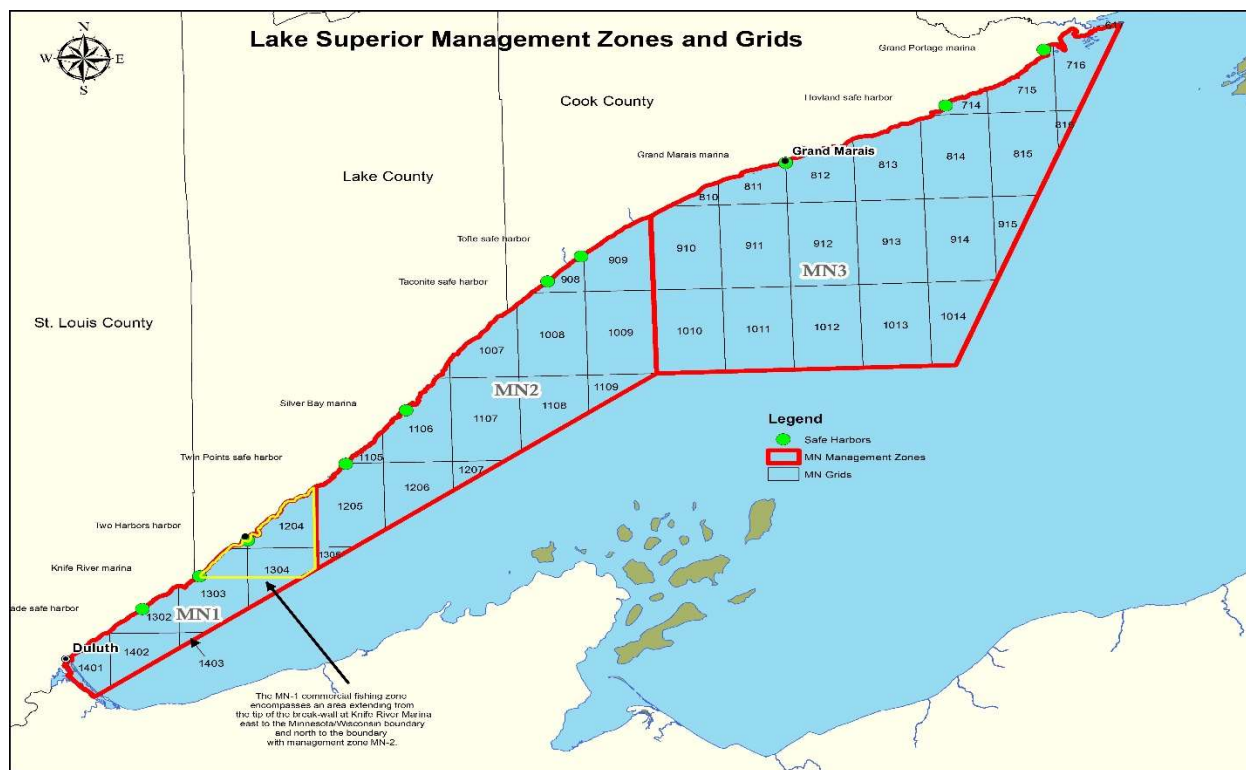 Lake Superior Management Zones and Grids
N
W
E
S
617
Grand Portage marina
716
Cook County
Hovland safe harbor
715
714
816
Grand Marais marina
Grand Marais
812
813
814
815
Lake County
811
810
915
Tofte safe harbor
909
910
911
912
913
914
MN3
Taconite safe harbor
908
St. Louis County
1007
1008
1009
1010
1011
1012
1013
1014
MN2
1109
Silver Bay marina
1106
1107
1108
Legend
Safe Harbors
MN Management Zones
MN Grids
Twin Points safe harbor
1105
1207
1206
1205
Two Harbors harbor
1204
Knife River marina
1304
1303
ade safe harbor
1302
MN1
Duluth
1401
1402
1403
The MN-1 commercial fishing zone
encompasses an area extending from
the tip of the break-wall at Knife River Marina
east to the Minnesota/Wisconsin boundary
and north to the boundary
with management zone MN-2.